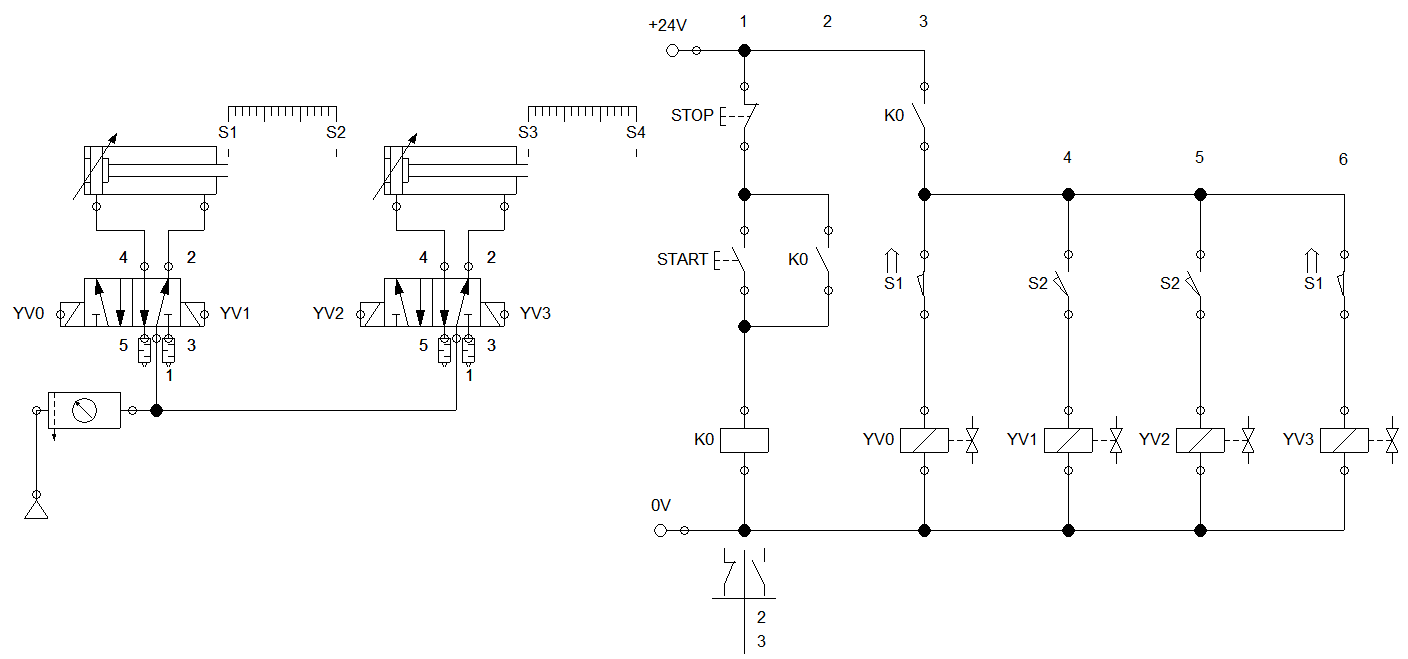 +24V 1 2 3
S1 S2 S3 S4
STOP K0
4 5 6
4 2 4 2
START K0 S1 S2 S2 S1
YV0 YV1 YV2 YV3
5 3 5 3
1 1
K0 YV0 YV1 YV2 YV3
0V
2
3